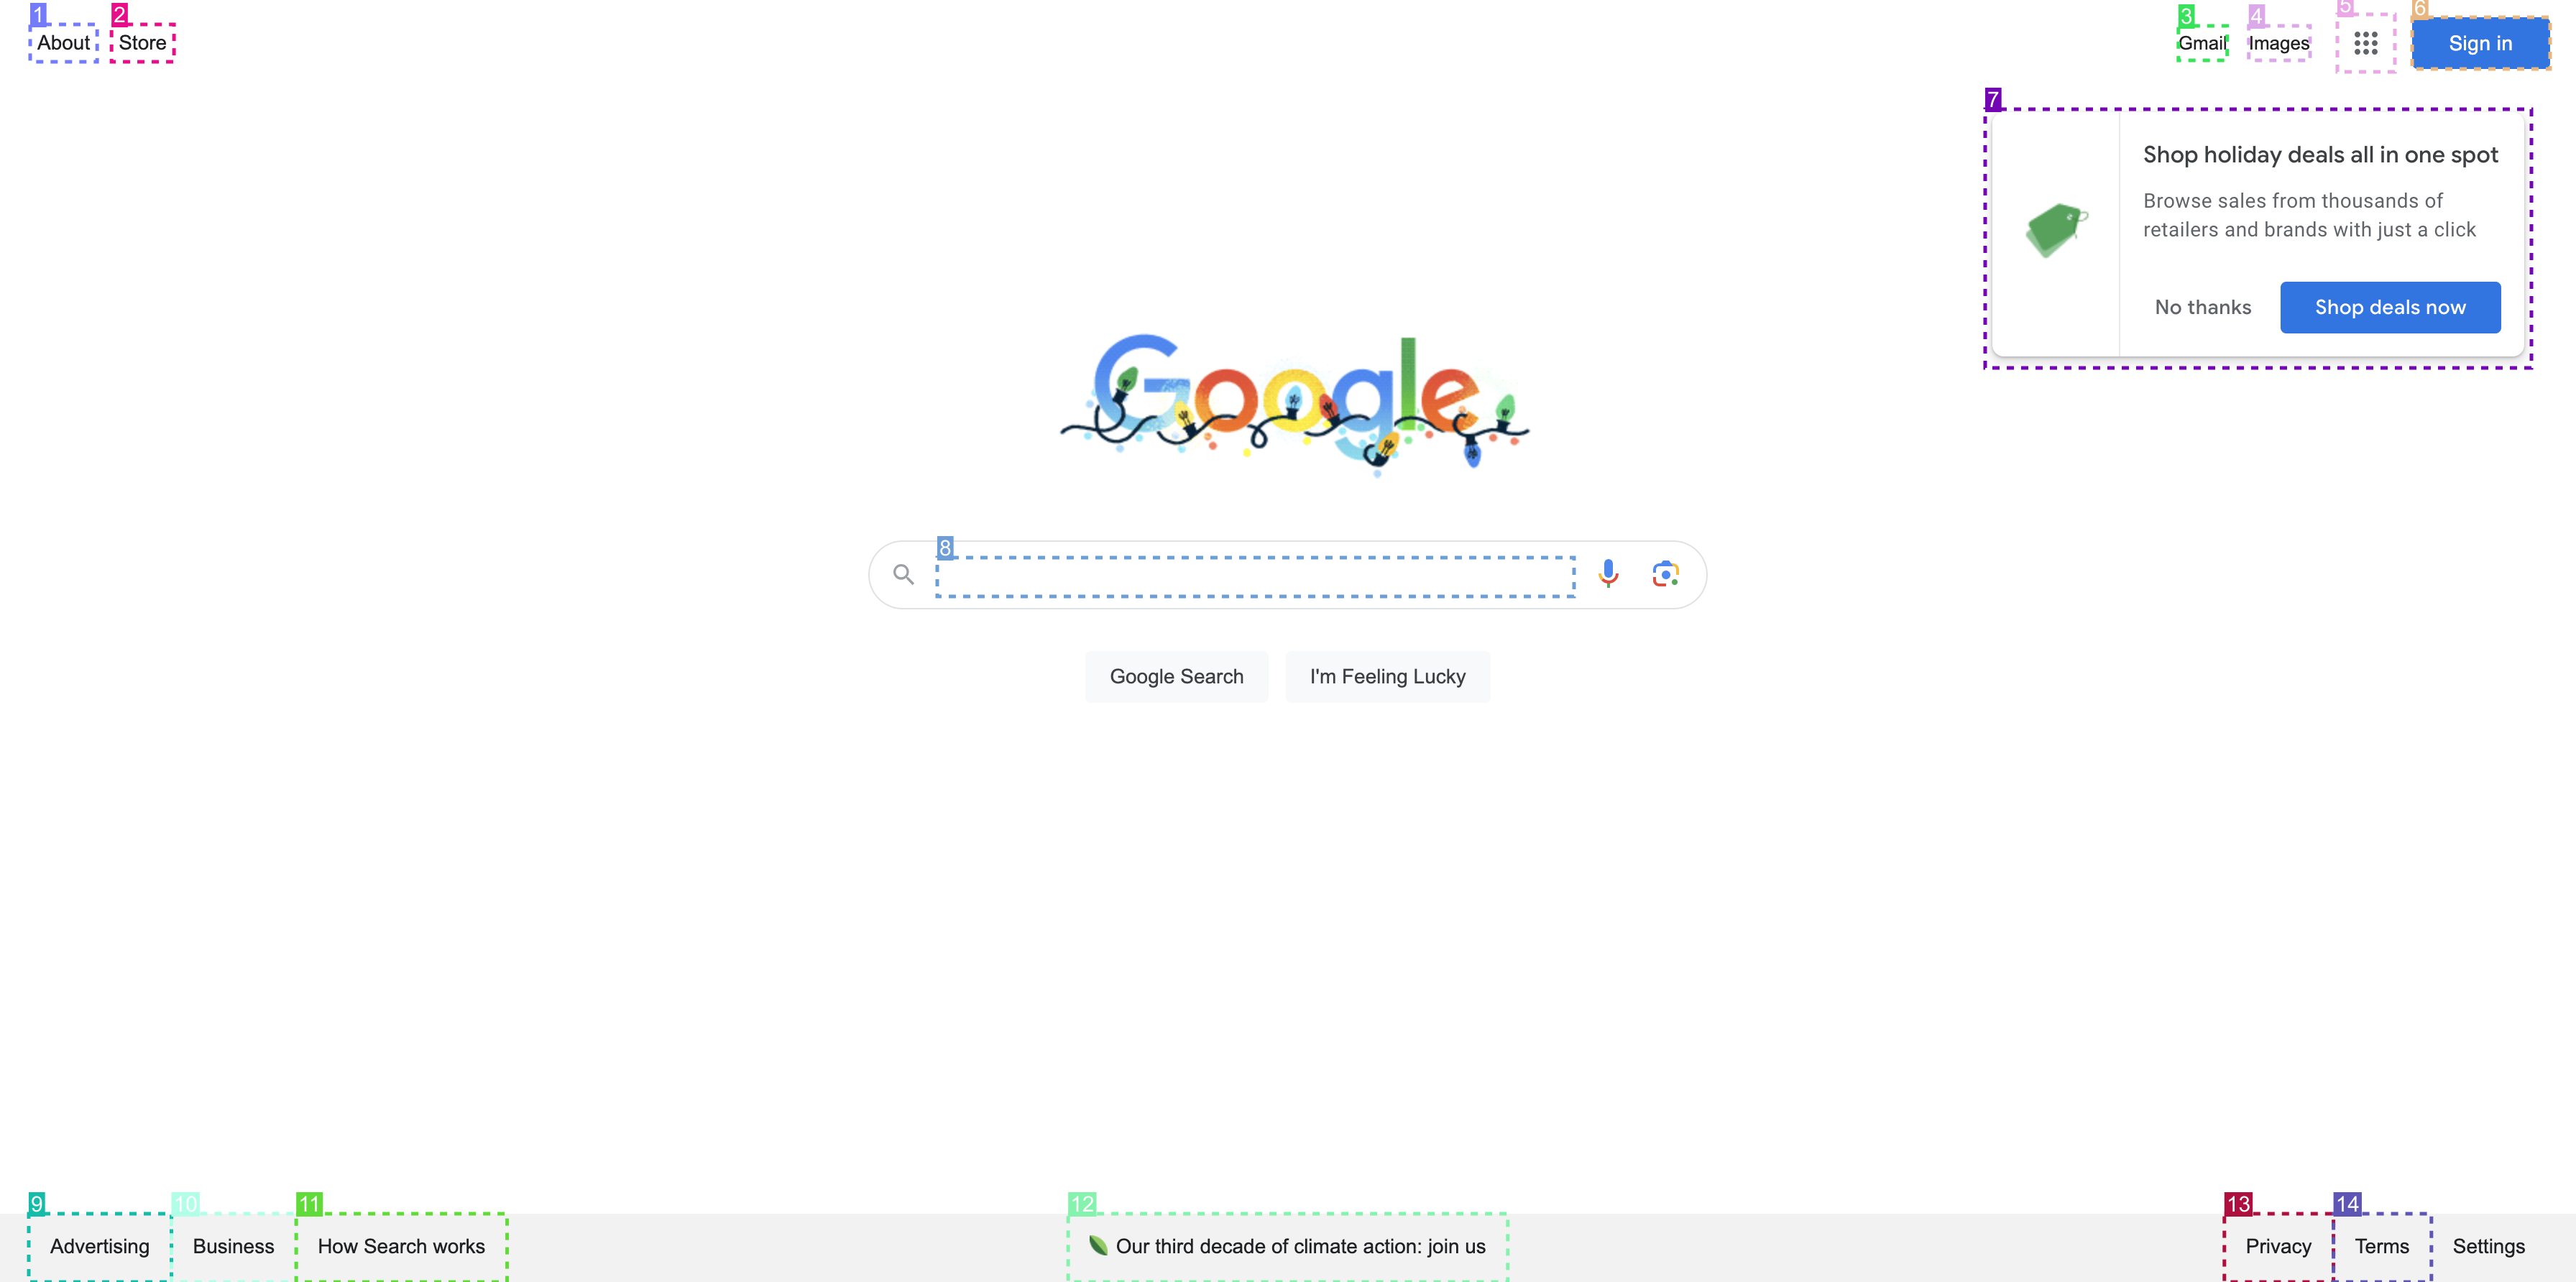 1 2 3 4 5 6
About Store Gmail Images Sign in
7
Shop holiday deals all in one spot
Browse sales from thousands of
retailers and brands with just a click
No thanks Shop deals now
Google
8
Google Search I'm Feeling Lucky
9 10 11 12 13 14
Advertising Business How Search works Our third decade of climate action: join us Privacy Terms Settings